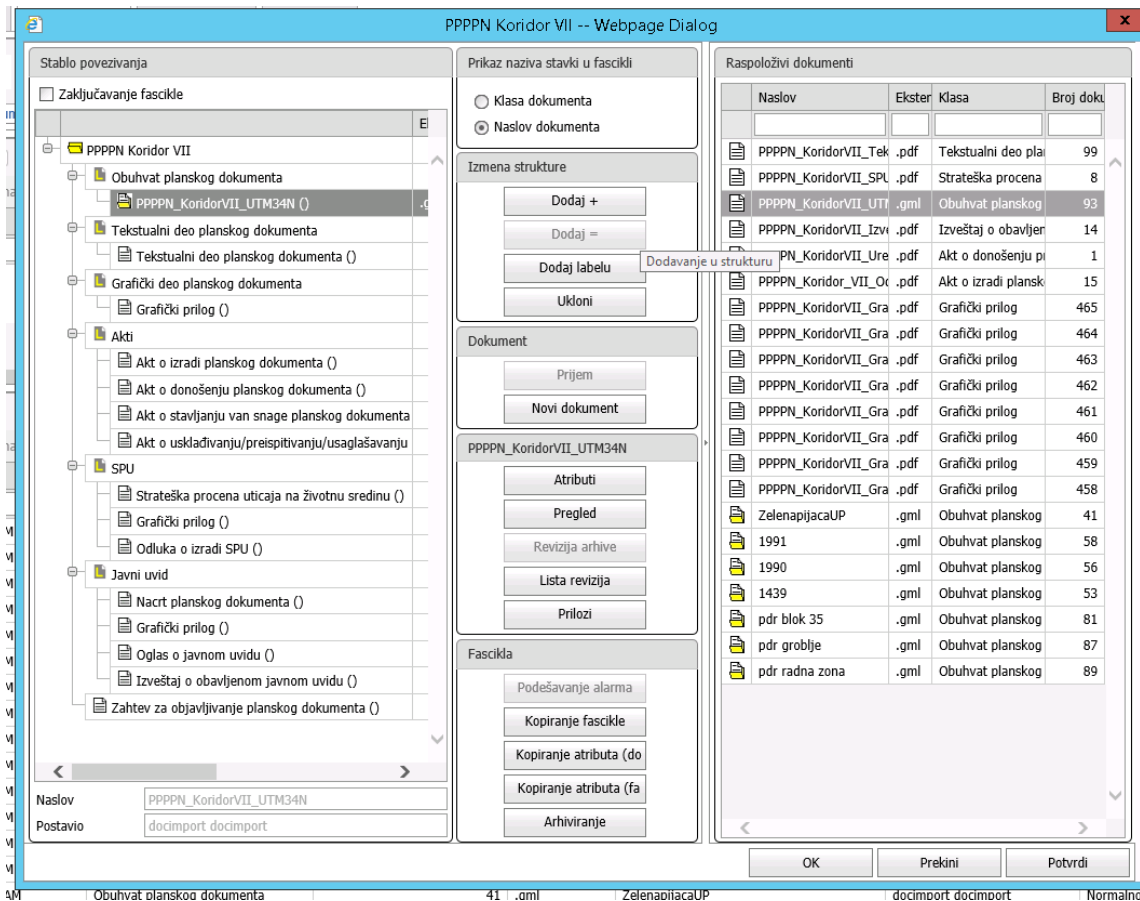 PPPPN Koridor VII -- Webpage Dialog
x
Stablo povezivanja
Zaključavanje fascikle
PPPPN Koridor VII
Obuhvat planskog dokumenta
PPPPN_KoridorVII_UTM34N ()
Tekstualni deo planskog dokumenta
Tekstualni deo planskog dokumenta ()
Grafički deo planskog dokumenta
Grafički prilog ()
Akti
Akt o izradi planskog dokumenta ()
Akt o donošenju planskog dokumenta ()
Akt o stavljanju van snage planskog dokumenta
Akt o usklađivanju/preispitivanju/usaglašavanju
SPU
Strateška procena uticaja na životnu sredinu ()
Grafički prilog ()
Odluka o izradi SPU ()
Javni uvid
Nacrt planskog dokumenta ()
Grafički prilog ()
Oglas o javnom uvidu ()
Izveštaj o obavljenom javnom uvidu ()
Zahtev za objavljivanje planskog dokumenta ()
Naslov PPPPN_KoridorVII_UTM34N
Postavio docimport docimport
Prikaz naziva stavki u fascikli
Klasa dokumenta
Naslov dokumenta
Izmena strukture
Dodaj +
Dodaj =
Dodavanje u strukturu
Dodaj labelu
Ukloni
Dokument
Prijem
Novi dokument
PPPPN_KoridorVII_UTM34N
Atributi
Pregled
Revizija arhive
Lista revizija
Prilozi
Fascikla
Podešavanje alarma
Kopiranje fascikle
Kopiranje atributa (do
Kopiranje atributa (fa
Arhiviranje
Raspoloživi dokumenti
Naslov Ekster Klasa Broj doku
PPPPN_KoridorVII_Tek .pdf Tekstualni deo pla 99
PPPPN_KoridorVII_SPU .pdf Strateška procena 8
PPPPN_KoridorVII_UTM .gml Obuhvat planskog 93
PPPPN_KoridorVII_Izve .pdf Izveštaj o obavljen 14
PN_KoridorVII_Ure .pdf Akt o donošenju p 1
PPPPN_Koridor_VII_Oc .pdf Akt o izradi plansk 15
PPPPN_KoridorVII_Gra .pdf Grafički prilog 465
PPPPN_KoridorVII_Gra .pdf Grafički prilog 464
PPPPN_KoridorVII_Gra .pdf Grafički prilog 463
PPPPN_KoridorVII_Gra .pdf Grafički prilog 462
PPPPN_KoridorVII_Gra .pdf Grafički prilog 461
PPPPN_KoridorVII_Gra .pdf Grafički prilog 460
PPPPN_KoridorVII_Gra .pdf Grafički prilog 459
PPPPN_KoridorVII_Gra .pdf Grafički prilog 458
ZelenapijacaUP .gml Obuhvat planskog 41
1991 .gml Obuhvat planskog 58
1990 .gml Obuhvat planskog 56
1439 .gml Obuhvat planskog 53
pdr blok 35 .gml Obuhvat planskog 81
pdr groblje .gml Obuhvat planskog 87
pdr radna zona .gml Obuhvat planskog 89
OK Prekini Potvrdi
AM Obuhvat planskog dokumenta 41 .gml ZelenapijacaUP docimport docimport Normalno